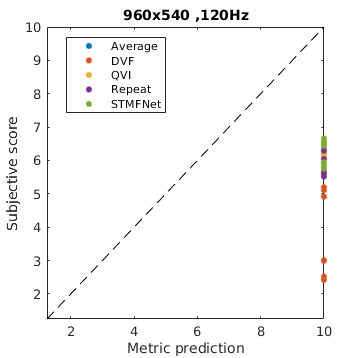 960x540 ,120Hz
Average
DVF
QVI
Repeat
STMFNet
10
9
8
7
6
5
4
3
2
Subjective score
2
4
6
8
10
Metric prediction